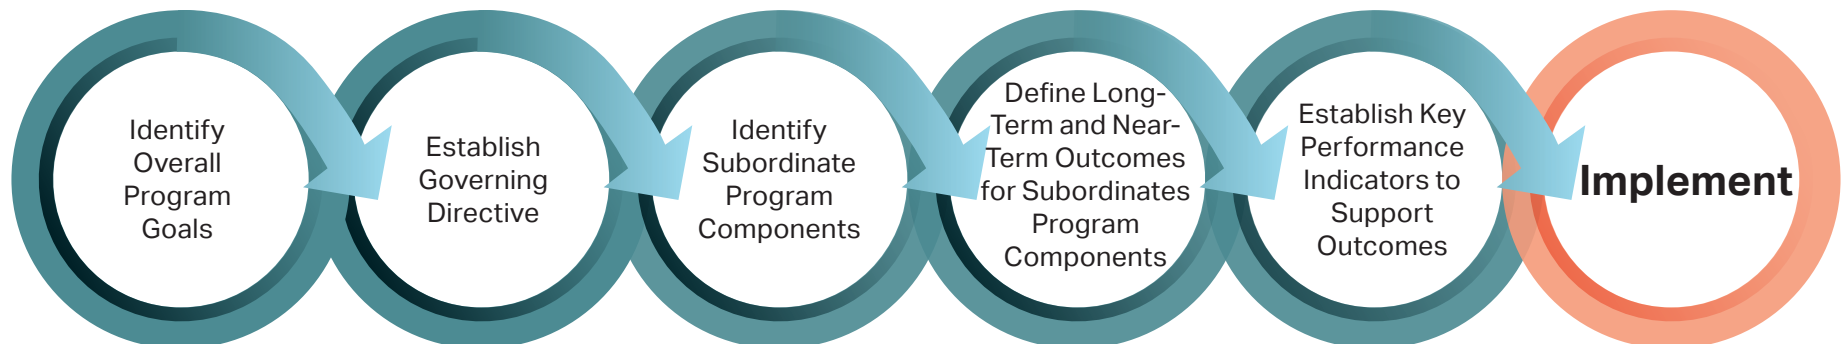 Identify
Overall
Program
Goals
Establish
Governing
Directive
Identify
Subordinate
Program
Components
Define Long-
Term and Near-
Term Outcomes
for Subordinates
Program
Components
Establish Key
Performance
Indicators to
Support
Outcomes
Implement